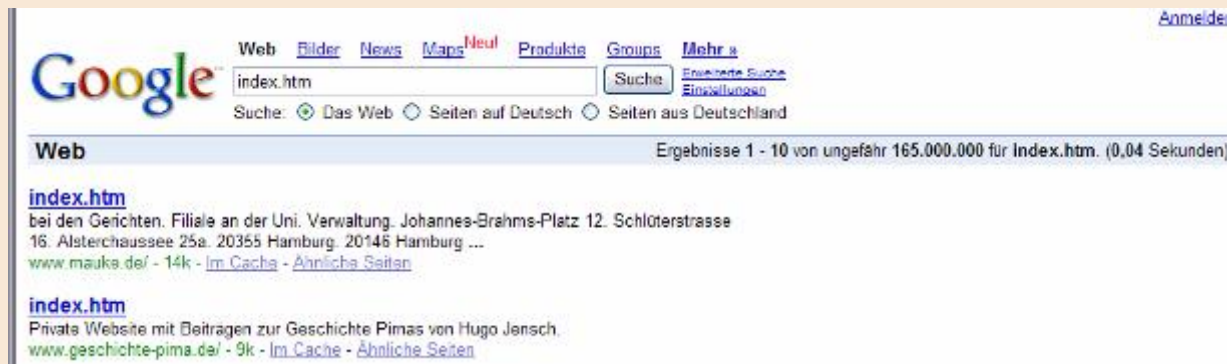 Anmelden
Web Bilder News Maps Neu! Produkte Groups Mehr »
Google™ index.htm Suche Erweiterte Suche
Einstellungen
Suche: Das Web Seiten auf Deutsch Seiten aus Deutschland
Web Ergebnisse 1 - 10 von ungefähr 165.000.000 für index.htm. (0,04 Sekunden)
index.htm
bei den Gerichten. Filiale an der Uni. Verwaltung. Johannes-Brahms-Platz 12. Schlüterstrasse
16. Alsterchaussee 25a. 20355 Hamburg. 20146 Hamburg ...
www.mauke.de/ - 14k - Im Cache - Ähnliche Seiten
index.htm
Private Website mit Beiträgen zur Geschichte Pirnas von Hugo Jensch.
www.geschichte-pirna.de/ - 9k - Im Cache - Ähnliche Seiten